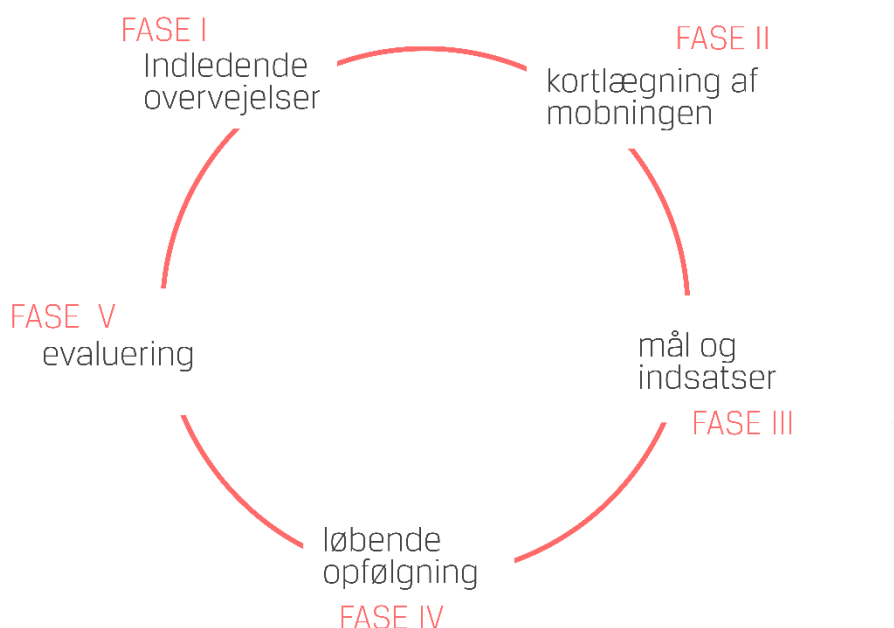 FASE I
Indledende
overvejelser
FASE II
kortlægning af
mobningen
mål og
indsatser
FASE III
løbende
opfølgning
FASE IV
FASE V
evaluering